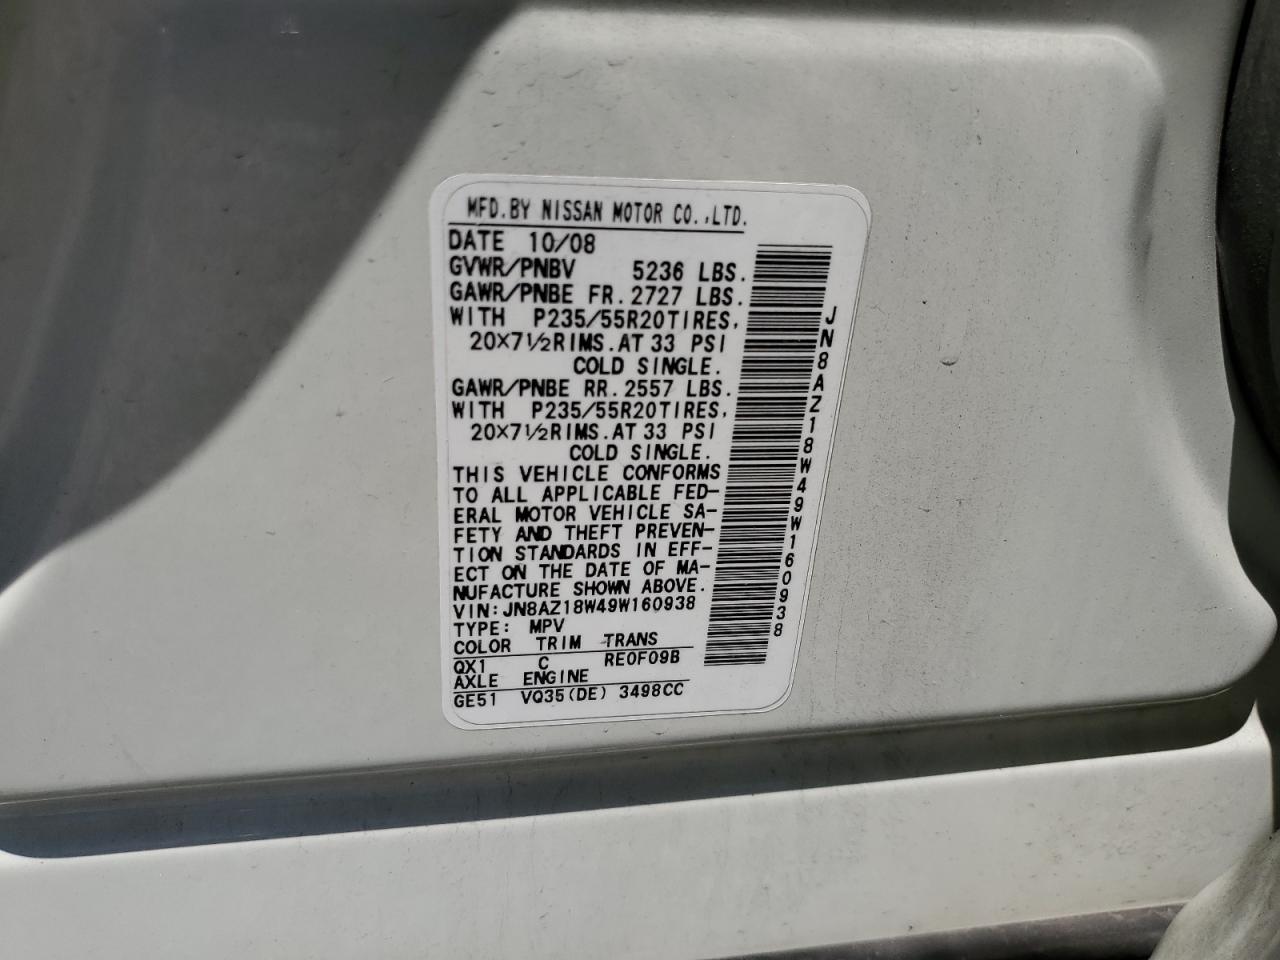 MFD.BY NISSAN MOTOR CO.,LTD.
DATE 10/08
GVWR/PNBV 5236 LBS.
GAWR/PNBE FR. 2727 LBS.
WITH P235/55R20TIRES,
20×7½RIMS.AT 33 PSI
COLD SINGLE.
GAWR/PNBE RR. 2557 LBS.
WITH P235/55R20TIRES,
20×7½RIMS.AT 33 PSI
COLD SINGLE.
THIS VEHICLE CONFORMS
TO ALL APPLICABLE FED-
ERAL MOTOR VEHICLE SA-
FETY AND THEFT PREVEN-
TION STANDARDS IN EFF-
ECT ON THE DATE OF MA-
NUFACTURE SHOWN ABOVE.
VIN: JN8AZ18W49W160938
TYPE: MPV
COLOR TRIM TRANS
QX1 C RE0F09B
AXLE ENGINE
GE51 VQ35(DE) 3498CC
JN8AZ18W49W160938